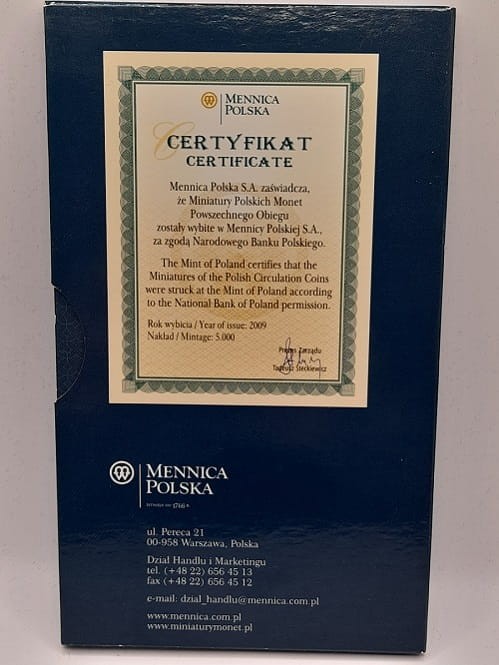 MENNICA
POLSKA
CERTYFIKAT
CERTIFICATE
Mennica Polska S.A. zaświadcza,
że Miniatury Polskich Monet
Powszechnego Obiegu
zostały wybite w Mennicy Polskiej S.A.,
za zgodą Narodowego Banku Polskiego.
The Mint of Poland certifies that the
Miniatures of the Polish Circulation Coins
were struck at the Mint of Poland according
to the National Bank of Poland permission.
Rok wybicia / Year of issue: 2009
Nakład / Mintage: 5.000
Prezes Zarządu
Tadeusz Steckiewicz
MENNICA
POLSKA
1766
ul. Pereca 21
00-958 Warszawa, Polska
Dział Handlu i Marketingu
tel. (+48 22) 656 45 13
fax (+48 22) 656 45 12
e-mail: dzial_handlu@mennica.com.pl
www.mennica.com.pl
www.miniaturymonet.pl